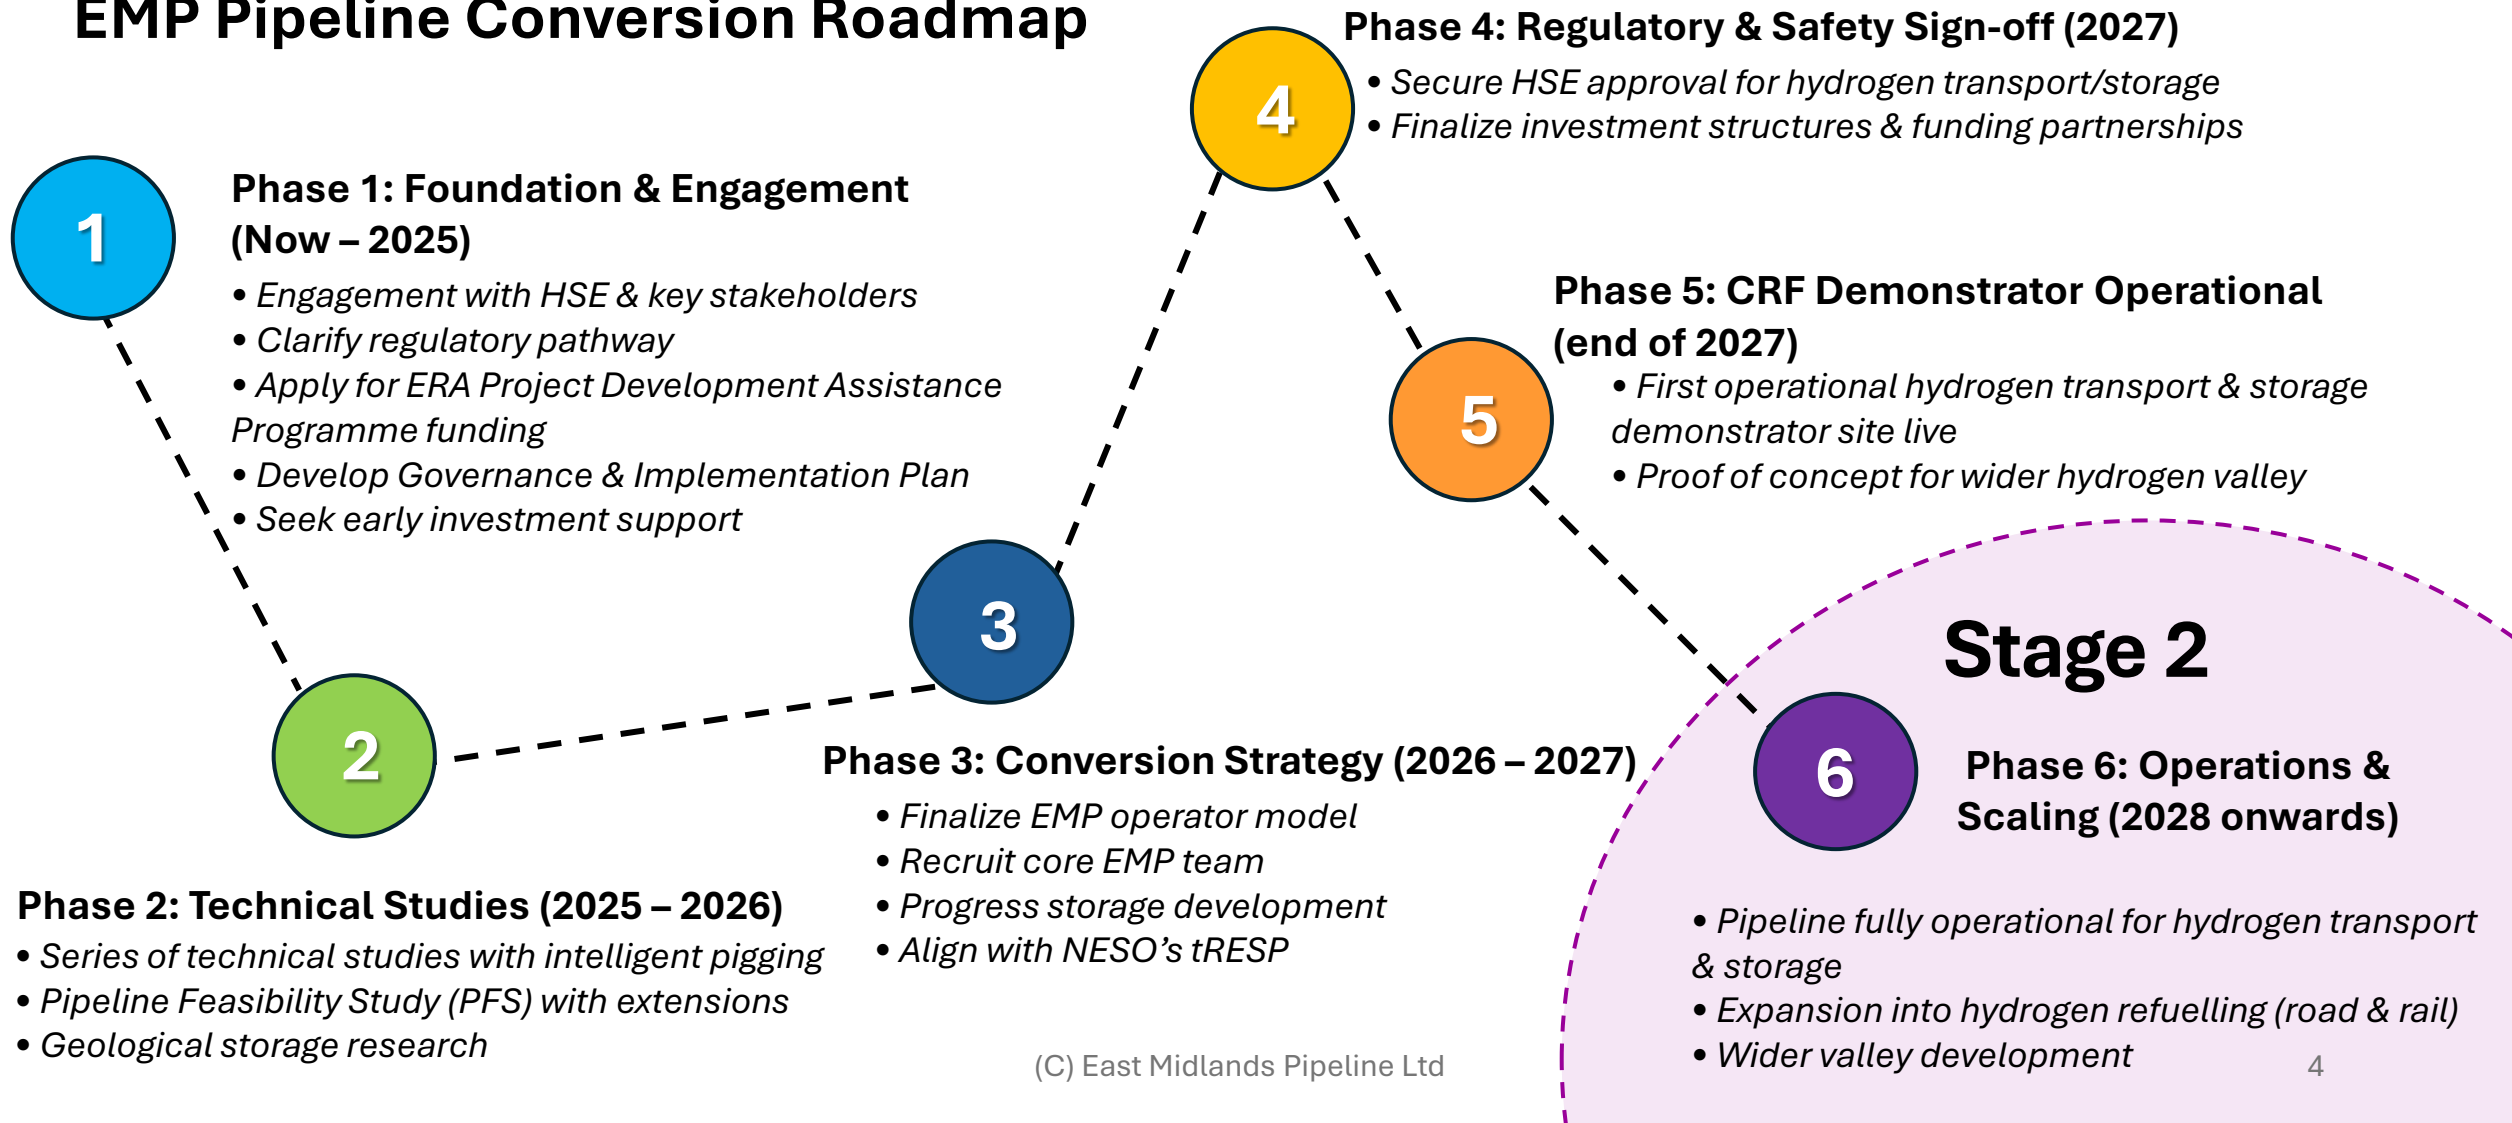 EMP Pipeline Conversion Roadmap
1
Phase 1: Foundation & Engagement
(Now – 2025)
• Engagement with HSE & key stakeholders
• Clarify regulatory pathway
• Apply for ERA Project Development Assistance
Programme funding
• Develop Governance & Implementation Plan
• Seek early investment support
2
Phase 2: Technical Studies (2025 – 2026)
• Series of technical studies with intelligent pigging
• Pipeline Feasibility Study (PFS) with extensions
• Geological storage research
3
Phase 3: Conversion Strategy (2026 – 2027)
• Finalize EMP operator model
• Recruit core EMP team
• Progress storage development
• Align with NESO’s tRESP
4
Phase 4: Regulatory & Safety Sign-off (2027)
• Secure HSE approval for hydrogen transport/storage
• Finalize investment structures & funding partnerships
5
Phase 5: CRF Demonstrator Operational
(end of 2027)
• First operational hydrogen transport & storage
demonstrator site live
• Proof of concept for wider hydrogen valley
Stage 2
6
Phase 6: Operations &
Scaling (2028 onwards)
• Pipeline fully operational for hydrogen transport
& storage
• Expansion into hydrogen refuelling (road & rail)
• Wider valley development
(C) East Midlands Pipeline Ltd
4